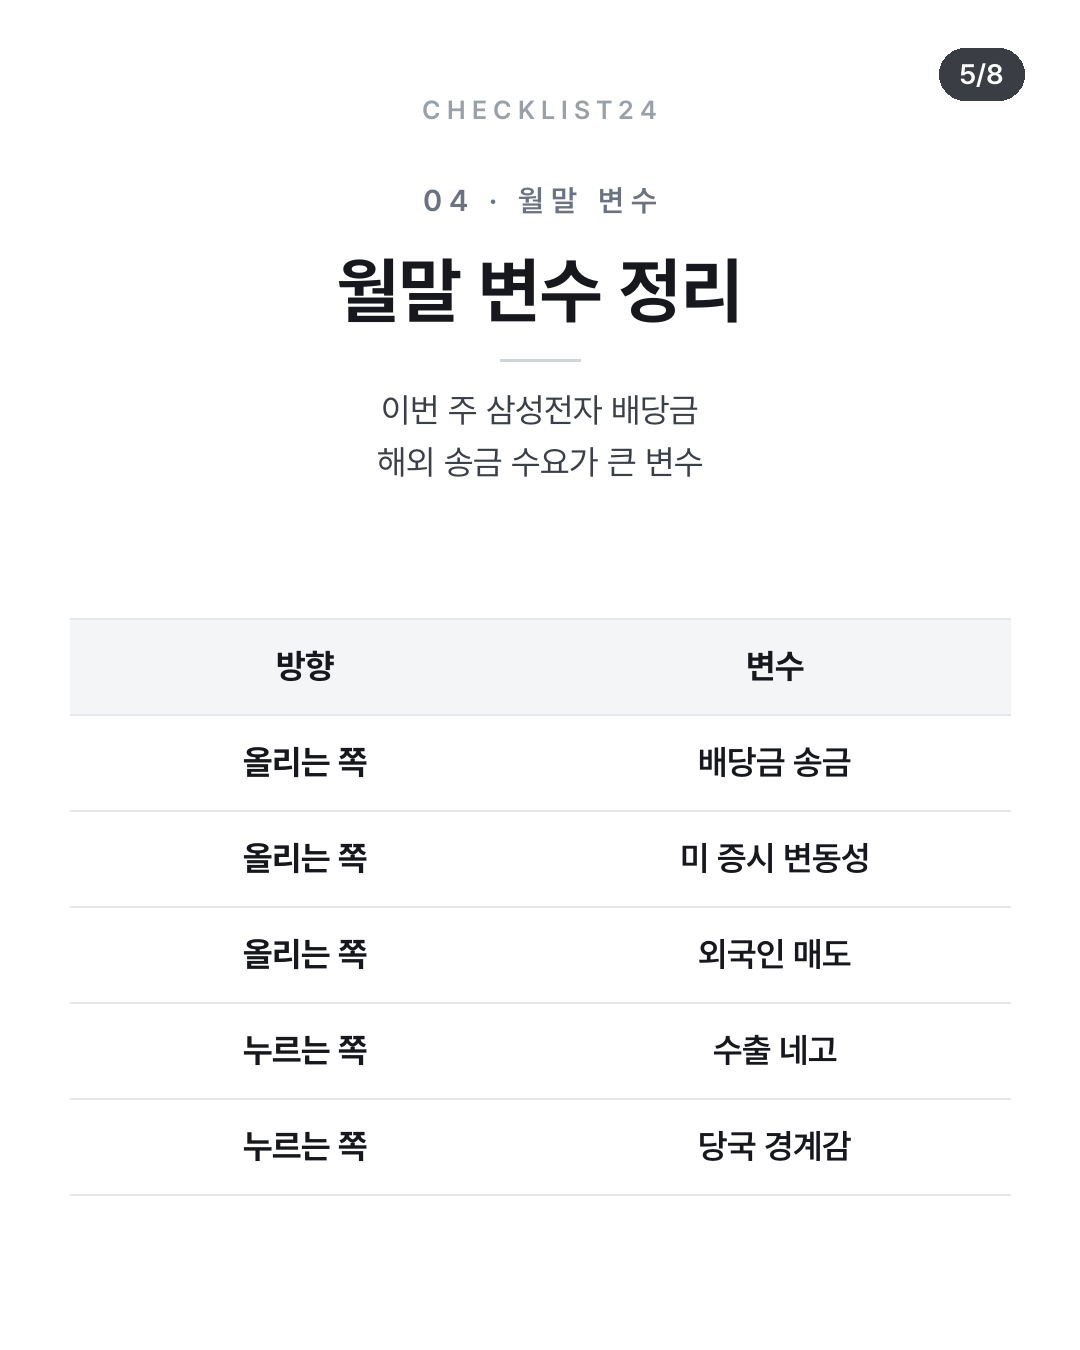 5/8
CHECKLIST24
04 · 월말 변수
월말 변수 정리
이번 주 삼성전자 배당금
해외 송금 수요가 큰 변수
방향 변수
올리는 쪽 배당금 송금
올리는 쪽 미 증시 변동성
올리는 쪽 외국인 매도
누르는 쪽 수출 네고
누르는 쪽 당국 경계감